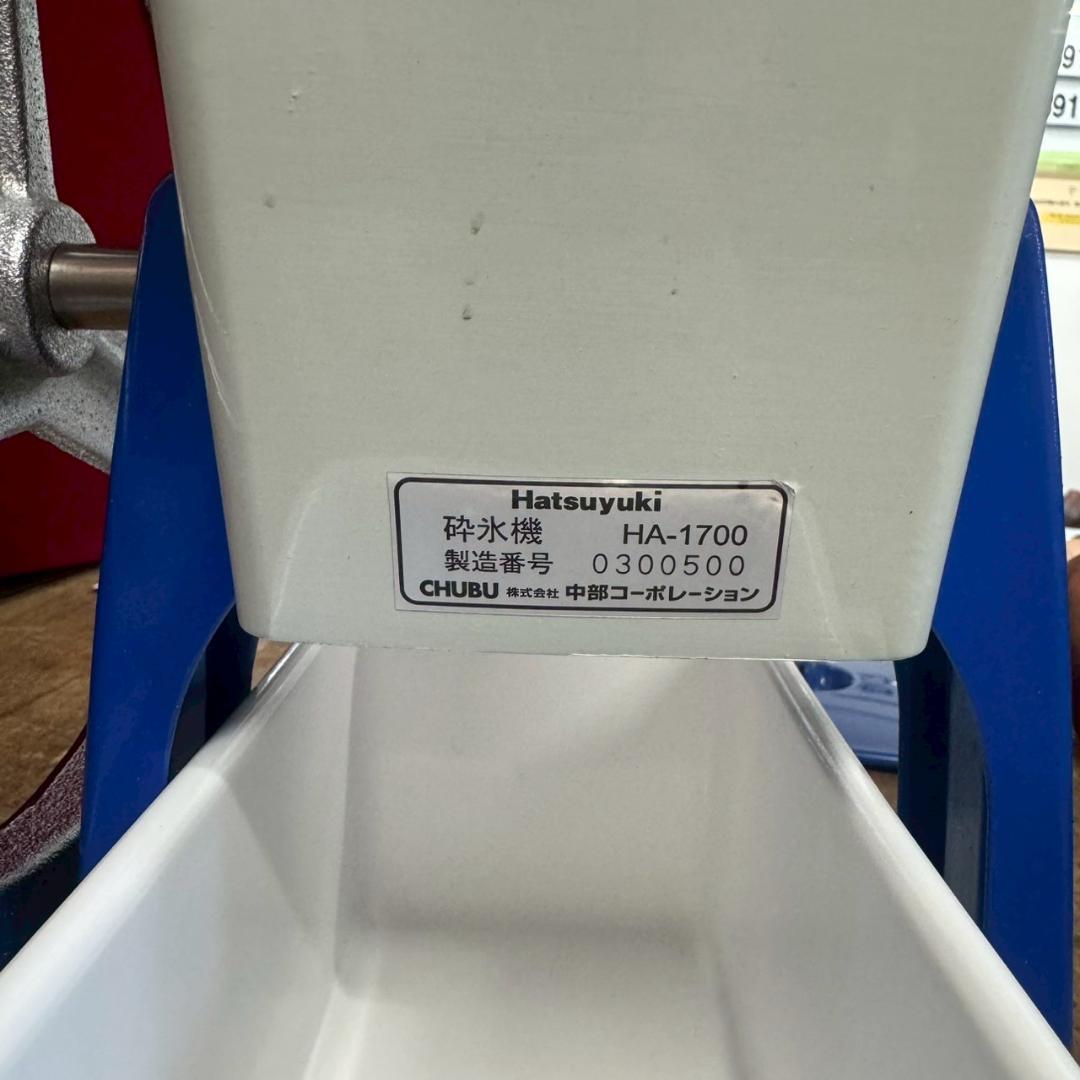 Hatsuyuki
砕氷機 HA-1700
製造番号 0300500
CHUBU 株式会社 中部コーポレーション
91